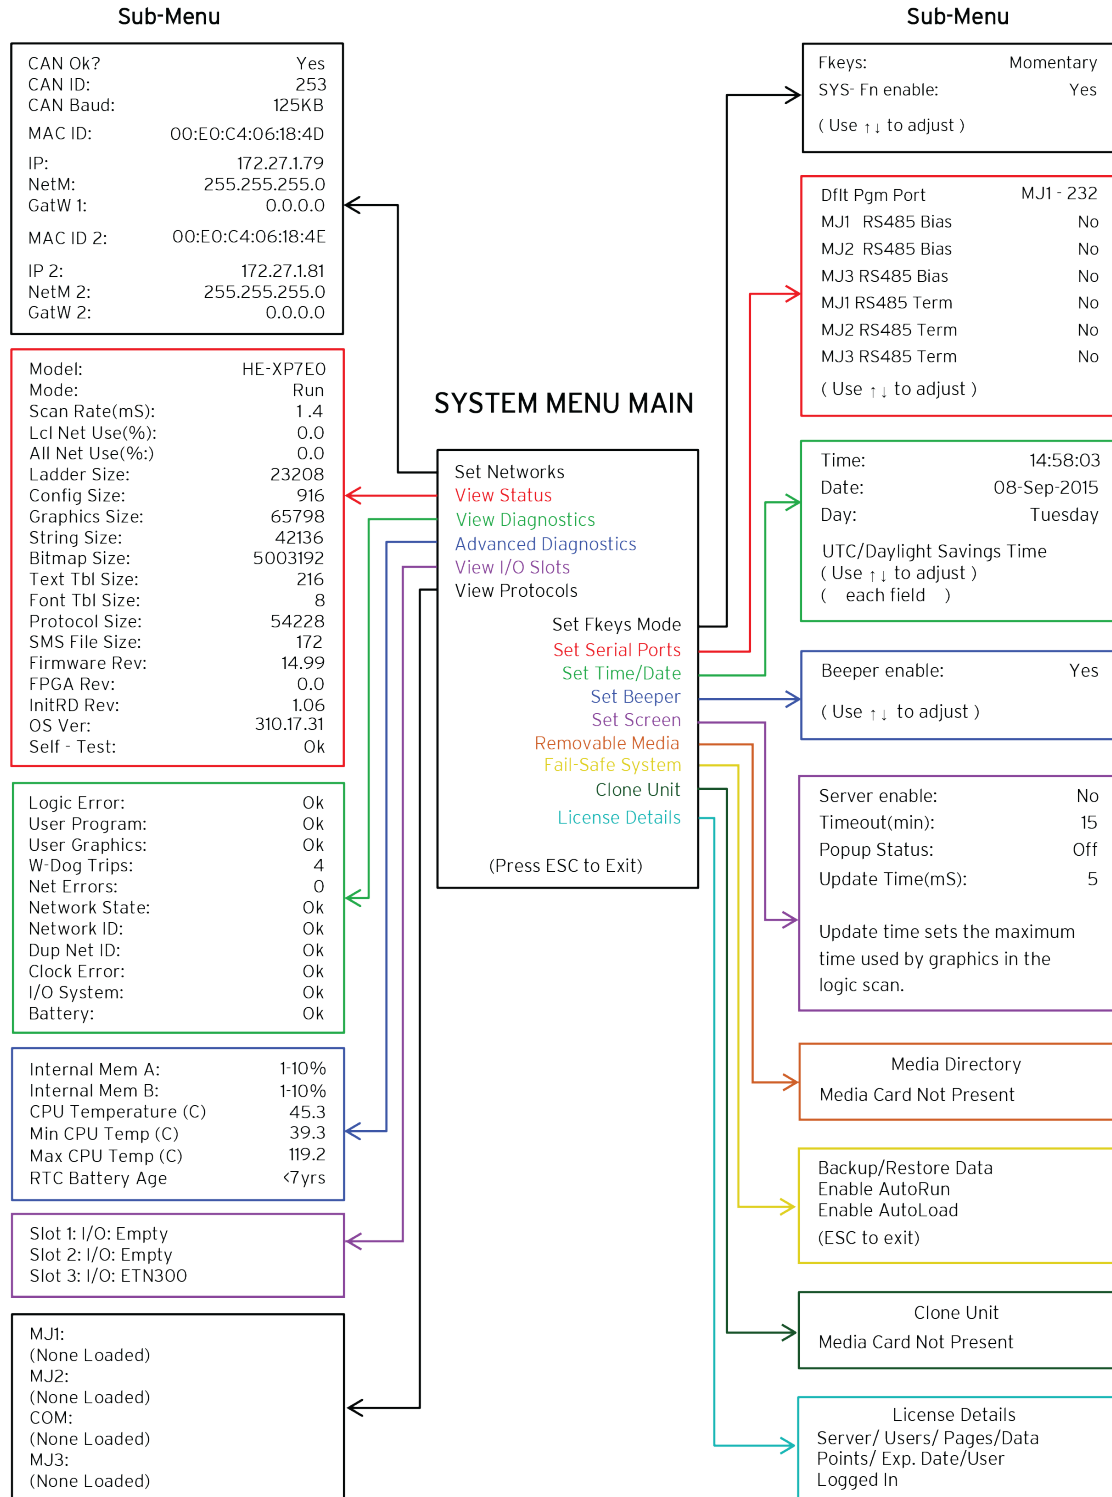 Sub-Menu
CAN Ok? Yes
CAN ID: 253
CAN Baud: 125KB
MAC ID: 00:E0:C4:06:18:4D
IP: 172.27.1.79
NetM: 255.255.255.0
GatW 1: 0.0.0.0
MAC ID 2: 00:E0:C4:06:18:4E
IP 2: 172.27.1.81
NetM 2: 255.255.255.0
GatW 2: 0.0.0.0
Model: HE-XP7E0
Mode: Run
Scan Rate(mS): 1 .4
Lcl Net Use(%): 0.0
All Net Use(%:) 0.0
Ladder Size: 23208
Config Size: 916
Graphics Size: 65798
String Size: 42136
Bitmap Size: 5003192
Text Tbl Size: 216
Font Tbl Size: 8
Protocol Size: 54228
SMS File Size: 172
Firmware Rev: 14.99
FPGA Rev: 0.0
InitRD Rev: 1.06
OS Ver: 310.17.31
Self - Test: Ok
Logic Error: Ok
User Program: Ok
User Graphics: Ok
W-Dog Trips: 4
Net Errors: 0
Network State: Ok
Network ID: Ok
Dup Net ID: Ok
Clock Error: Ok
I/O System: Ok
Battery: Ok
Internal Mem A: 1-10%
Internal Mem B: 1-10%
CPU Temperature (C) 45.3
Min CPU Temp (C) 39.3
Max CPU Temp (C) 119.2
RTC Battery Age <7yrs
Slot 1: I/O: Empty
Slot 2: I/O: Empty
Slot 3: I/O: ETN300
MJ1:
(None Loaded)
MJ2:
(None Loaded)
COM:
(None Loaded)
MJ3:
(None Loaded)
SYSTEM MENU MAIN
Set Networks
View Status
View Diagnostics
Advanced Diagnostics
View I/O Slots
View Protocols
Set Fkeys Mode
Set Serial Ports
Set Time/Date
Set Beeper
Set Screen
Removable Media
Fail-Safe System
Clone Unit
License Details
(Press ESC to Exit)
Sub-Menu
Fkeys: Momentary
SYS- Fn enable: Yes
( Use ↑↓ to adjust )
Dflt Pgm Port MJ1 - 232
MJ1 RS485 Bias No
MJ2 RS485 Bias No
MJ3 RS485 Bias No
MJ1 RS485 Term No
MJ2 RS485 Term No
MJ3 RS485 Term No
( Use ↑↓ to adjust )
Time: 14:58:03
Date: 08-Sep-2015
Day: Tuesday
UTC/Daylight Savings Time
( Use ↑↓ to adjust )
( each field )
Beeper enable: Yes
( Use ↑↓ to adjust )
Server enable: No
Timeout(min): 15
Popup Status: Off
Update Time(mS): 5
Update time sets the maximum
time used by graphics in the
logic scan.
Media Directory
Media Card Not Present
Backup/Restore Data
Enable AutoRun
Enable AutoLoad
(ESC to exit)
Clone Unit
Media Card Not Present
License Details
Server/ Users/ Pages/Data
Points/ Exp. Date/User
Logged In